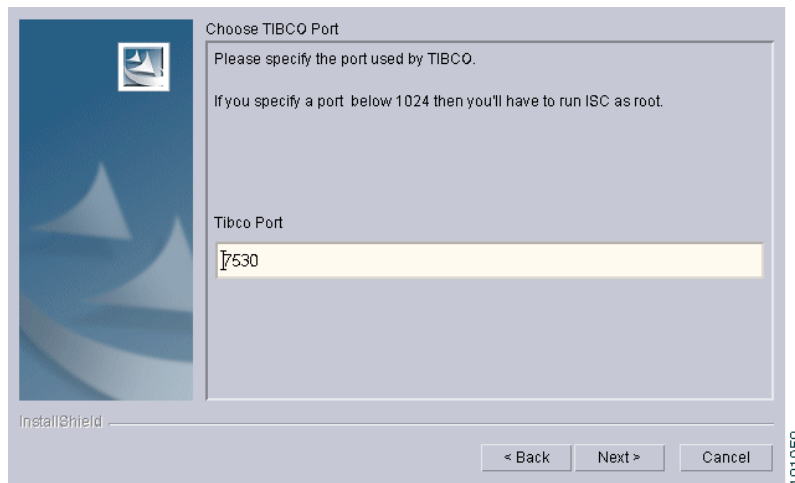 Choose TIBCO Port
Please specify the port used by TIBCO.
If you specify a port below 1024 then you'll have to run ISC as root.
Tibco Port
7530
InstallShield
< Back
Next >
Cancel